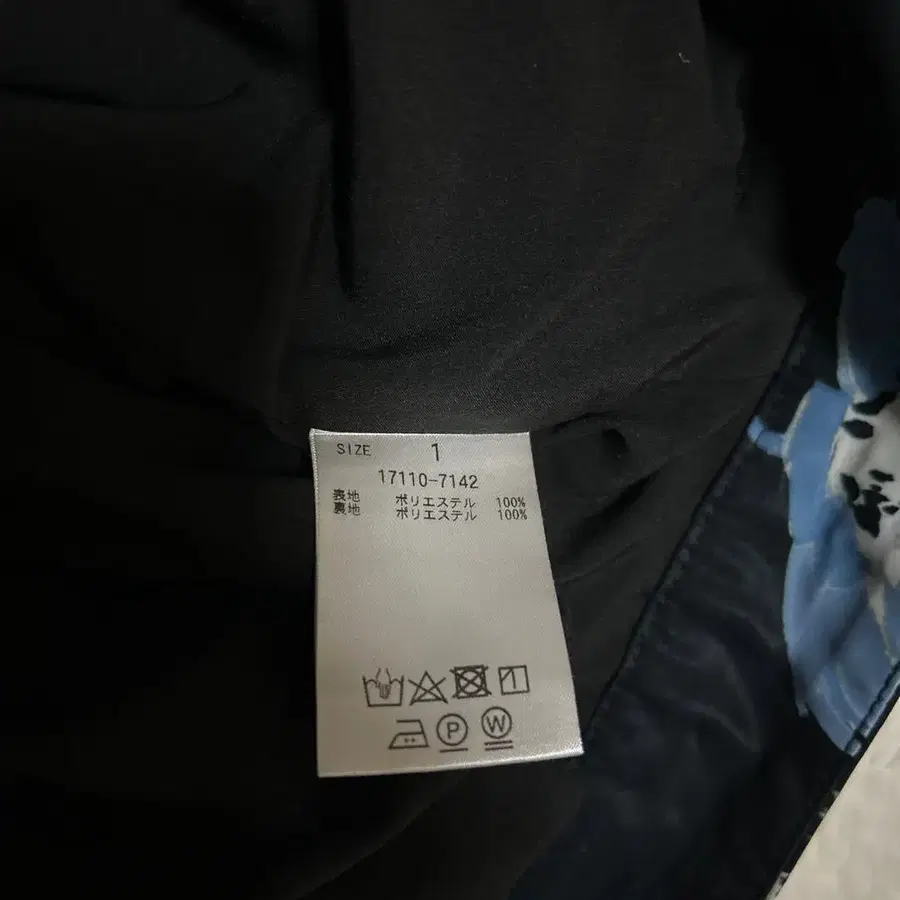 SIZE 1
17110-7142
表地 ポリエステル 100%
裏地 ポリエステル 100%
P W